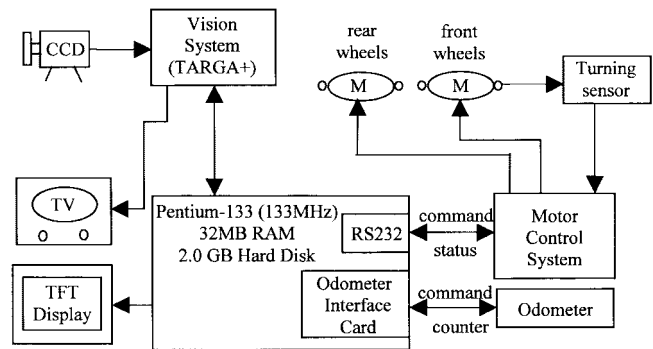 CCD
Vision
System
(TARGA+)
rear
wheels
front
wheels
M
M
Turning
sensor
TV
Pentium-133 (133MHz)
32MB RAM
2.0 GB Hard Disk
RS232
command
status
Motor
Control
System
TFT
Display
Odometer
Interface
Card
command
counter
Odometer